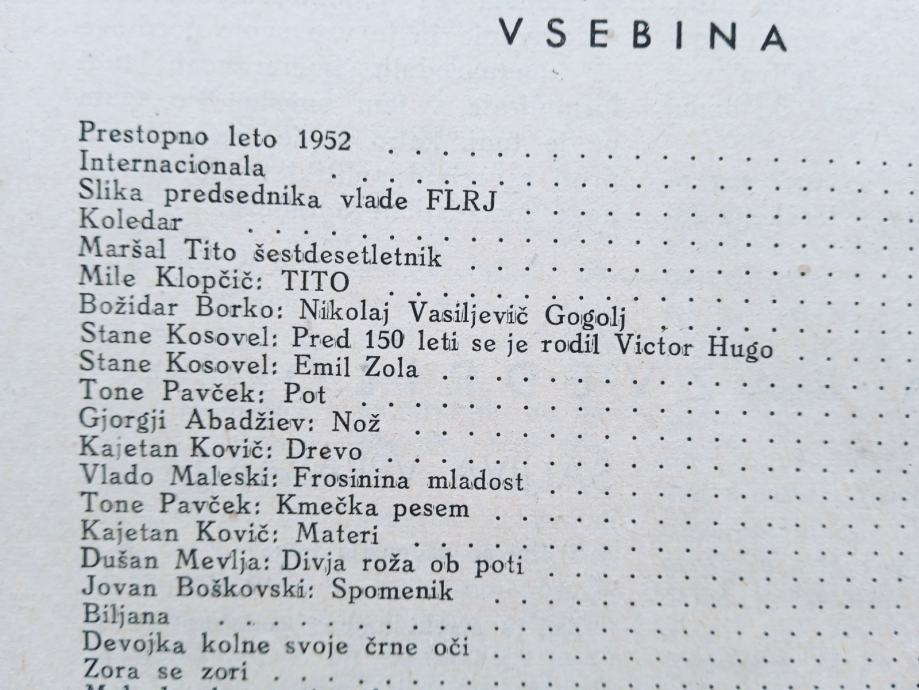 VSEBINA
Prestopno leto 1952 . . . . . . . . . . . . . . . . . . . .
Internacionala . . . . . . . . . . . . . . . . . . . . . .
Slika predsednika vlade FLRJ . . . . . . . . . . . . . . .
Koledar . . . . . . . . . . . . . . . . . . . . . . . . .
Maršal Tito šestdesetletnik . . . . . . . . . . . . . . . .
Mile Klopčič: TITO . . . . . . . . . . . . . . . . . . . .
Božidar Borko: Nikolaj Vasiljevič Gogolj . . . . . . . . . .
Stane Kosovel: Pred 150 leti se je rodil Victor Hugo . . . . .
Stane Kosovel: Emil Zola . . . . . . . . . . . . . . . . .
Tone Pavček: Pot . . . . . . . . . . . . . . . . . . . . .
Gjorgji Abadžiev: Nož . . . . . . . . . . . . . . . . . . .
Kajetan Kovič: Drevo . . . . . . . . . . . . . . . . . . .
Vlado Maleski: Frosinina mladost . . . . . . . . . . . . . .
Tone Pavček: Kmečka pesem . . . . . . . . . . . . . . . . .
Kajetan Kovič: Materi . . . . . . . . . . . . . . . . . . .
Dušan Mevlja: Divja roža ob poti . . . . . . . . . . . . . .
Jovan Boškovski: Spomenik . . . . . . . . . . . . . . . . .
Biljana . . . . . . . . . . . . . . . . . . . . . . . . .
Devojka kolne svoje črne oči . . . . . . . . . . . . . . . .
Zora se zori . . . . . . . . . . . . . . . . . . . . . . .